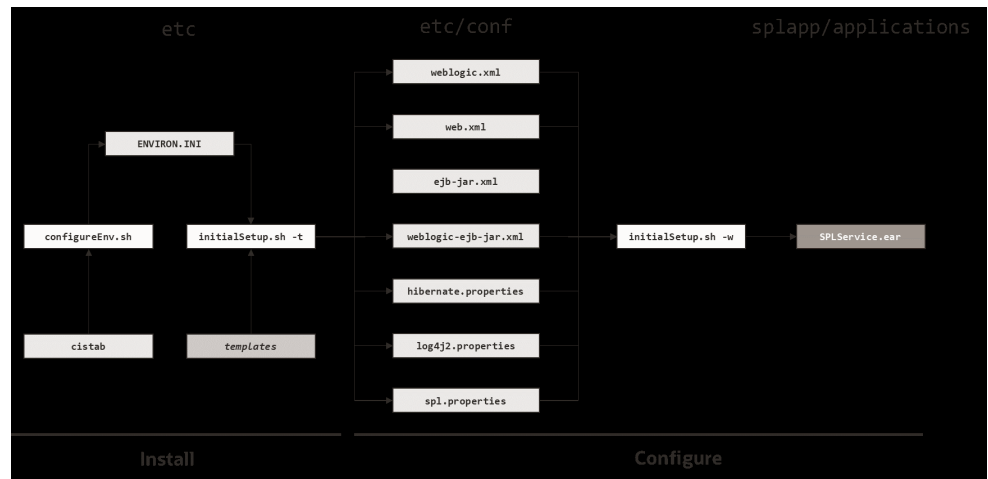 etc
etc/conf
splapp/applications
weblogic.xml
web.xml
ENVIRON.INI
ejb-jar.xml
configureEnv.sh
initialSetup.sh -t
weblogic-ejb-jar.xml
initialSetup.sh -w
SPLService.ear
hibernate.properties
cistab
templates
log4j2.properties
spl.properties
Install
Configure